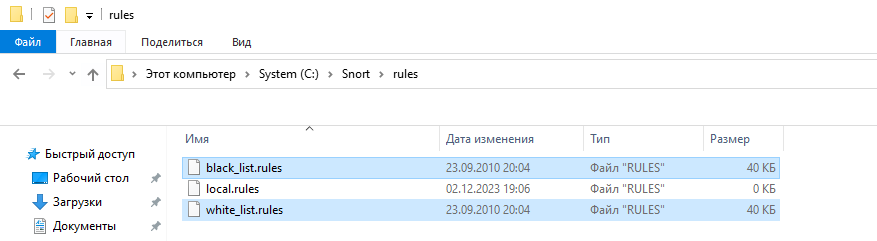 rules
Файл Главная Поделиться Вид
Этот компьютер System (C:) Snort rules
Имя Дата изменения Тип Размер
Быстрый доступ
Рабочий стол
Загрузки
Документы
black_list.rules 23.09.2010 20:04 Файл "RULES" 40 КБ
local.rules 02.12.2023 19:06 Файл "RULES" 0 КБ
white_list.rules 23.09.2010 20:04 Файл "RULES" 40 КБ